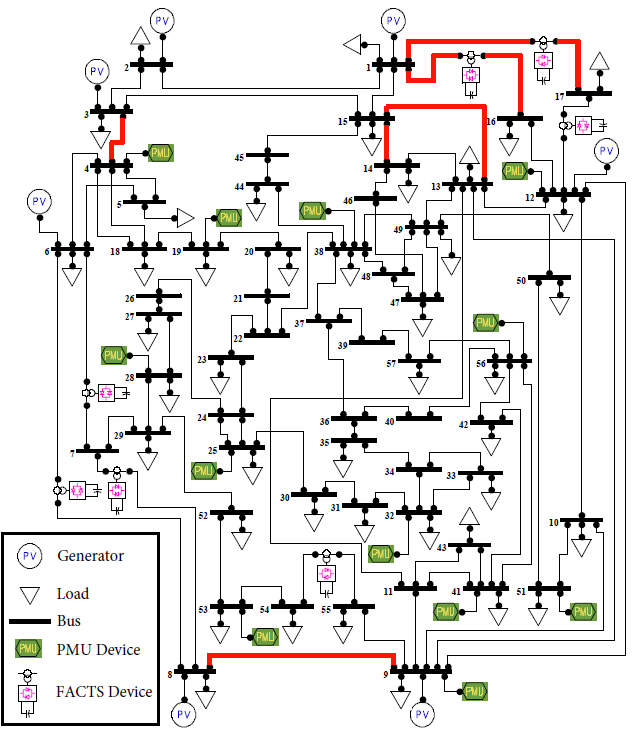 PV
PV
2
1
PV
17
3
15
16
PMU
PV
45
14
4
PMU
13
44
12
PV
5
46
PMU
PMU
49
6
18
19
20
38
48
50
26
21
47
27
37
PMU
22
39
57
56
PMU
23
28
24
36
40
42
29
35
25
7
34
33
PMU
30
31
32
52
10
43
PMU
Generator
11
41
51
Load
53
54
55
PMU
PMU
Bus
PMU
PMU
PMU Device
8
9
FACTS Device
PMU
PV
PV
PV